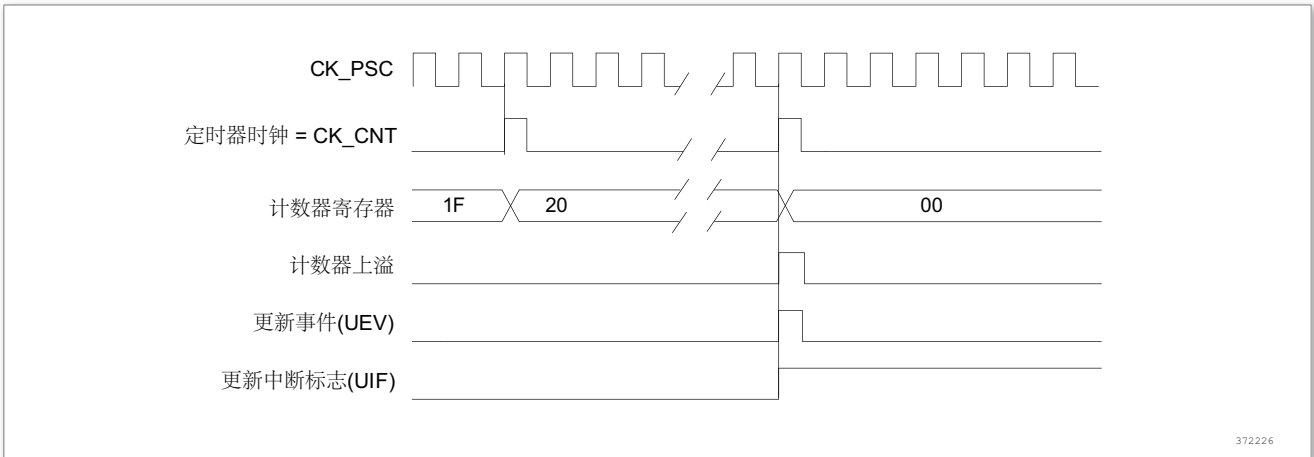 CK_PSC
定时器时钟 = CK_CNT
计数器寄存器 1F 20 00
计数器上溢
更新事件(UEV)
更新中断标志(UIF)
372226